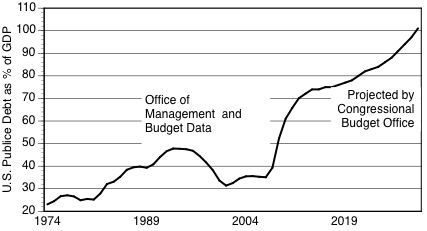 110
100
90
80
70
60
50
40
30
20
U.S. Publice Debt as % of GDP
Office of
Management and
Budget Data
Projected by
Congressional
Budget Office
1974 1989 2004 2019